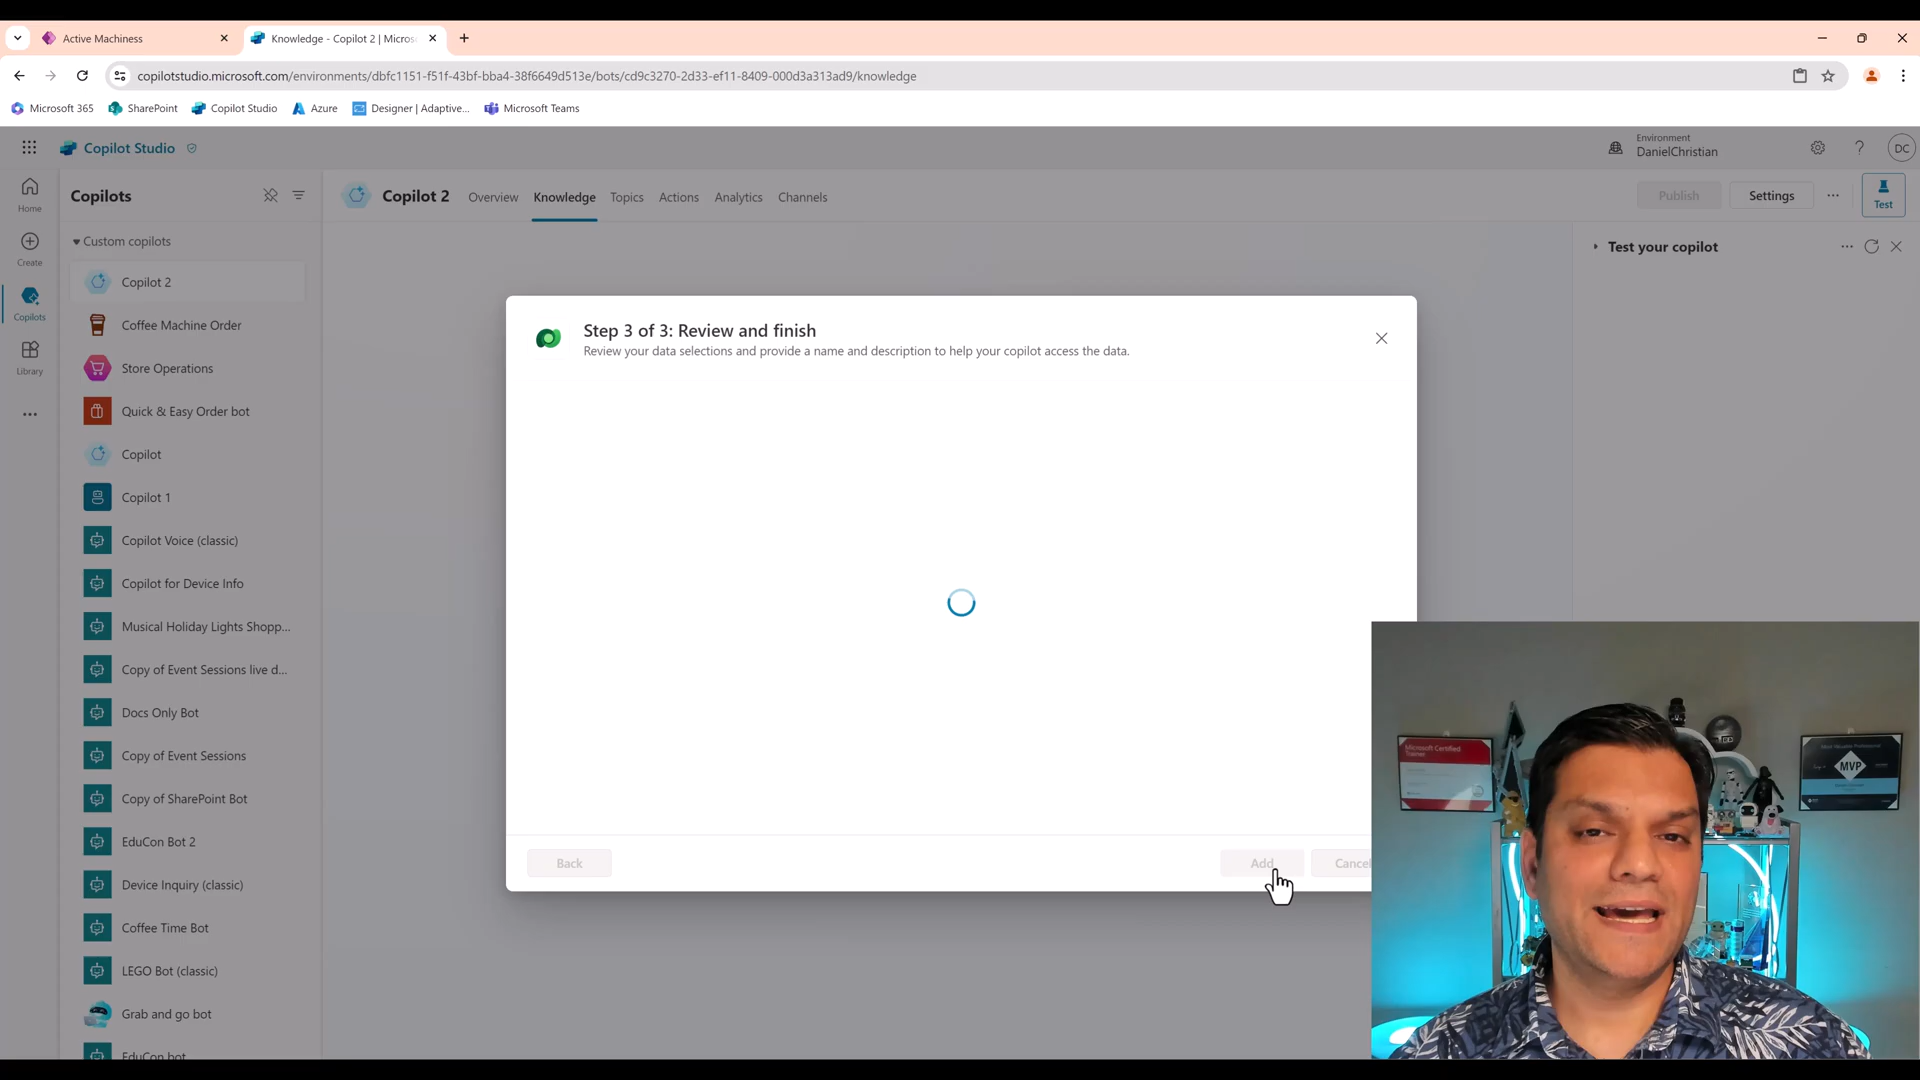 Active Machiness
Knowledge - Copilot 2 | Micros
copilotstudio.microsoft.com/environments/dbfc1151-f51f-43bf-bba4-38f6649d513e/bots/cd9c3270-2d33-ef11-8409-000d3a313ad9/knowledge
Microsoft 365
SharePoint
Copilot Studio
Azure
Designer | Adaptive...
Microsoft Teams
Copilot Studio
Environment
DanielChristian
?
DC
Home
Create
Copilots
Library
Copilots
Custom copilots
Copilot 2
Coffee Machine Order
Store Operations
Quick & Easy Order bot
Copilot
Copilot 1
Copilot Voice (classic)
Copilot for Device Info
Musical Holiday Lights Shopp...
Copy of Event Sessions live d...
Docs Only Bot
Copy of Event Sessions
Copy of SharePoint Bot
EduCon Bot 2
Device Inquiry (classic)
Coffee Time Bot
LEGO Bot (classic)
Grab and go bot
EduCon bot
Copilot 2
Overview
Knowledge
Topics
Actions
Analytics
Channels
Publish
Settings
Test
Test your copilot
Step 3 of 3: Review and finish
Review your data selections and provide a name and description to help your copilot access the data.
Back
Add
Cancel
Microsoft Certified
Trainer
MVP